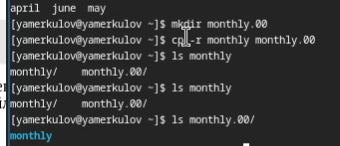 april june may
[yamerkulov@yamerkulov ~]$ mkdir monthly.00
[yamerkulov@yamerkulov ~]$ cp -r monthly monthly.00
[yamerkulov@yamerkulov ~]$ ls monthly
monthly/ monthly.00/
[yamerkulov@yamerkulov ~]$ ls monthly
monthly/ monthly.00/
[yamerkulov@yamerkulov ~]$ ls monthly.00/
monthly